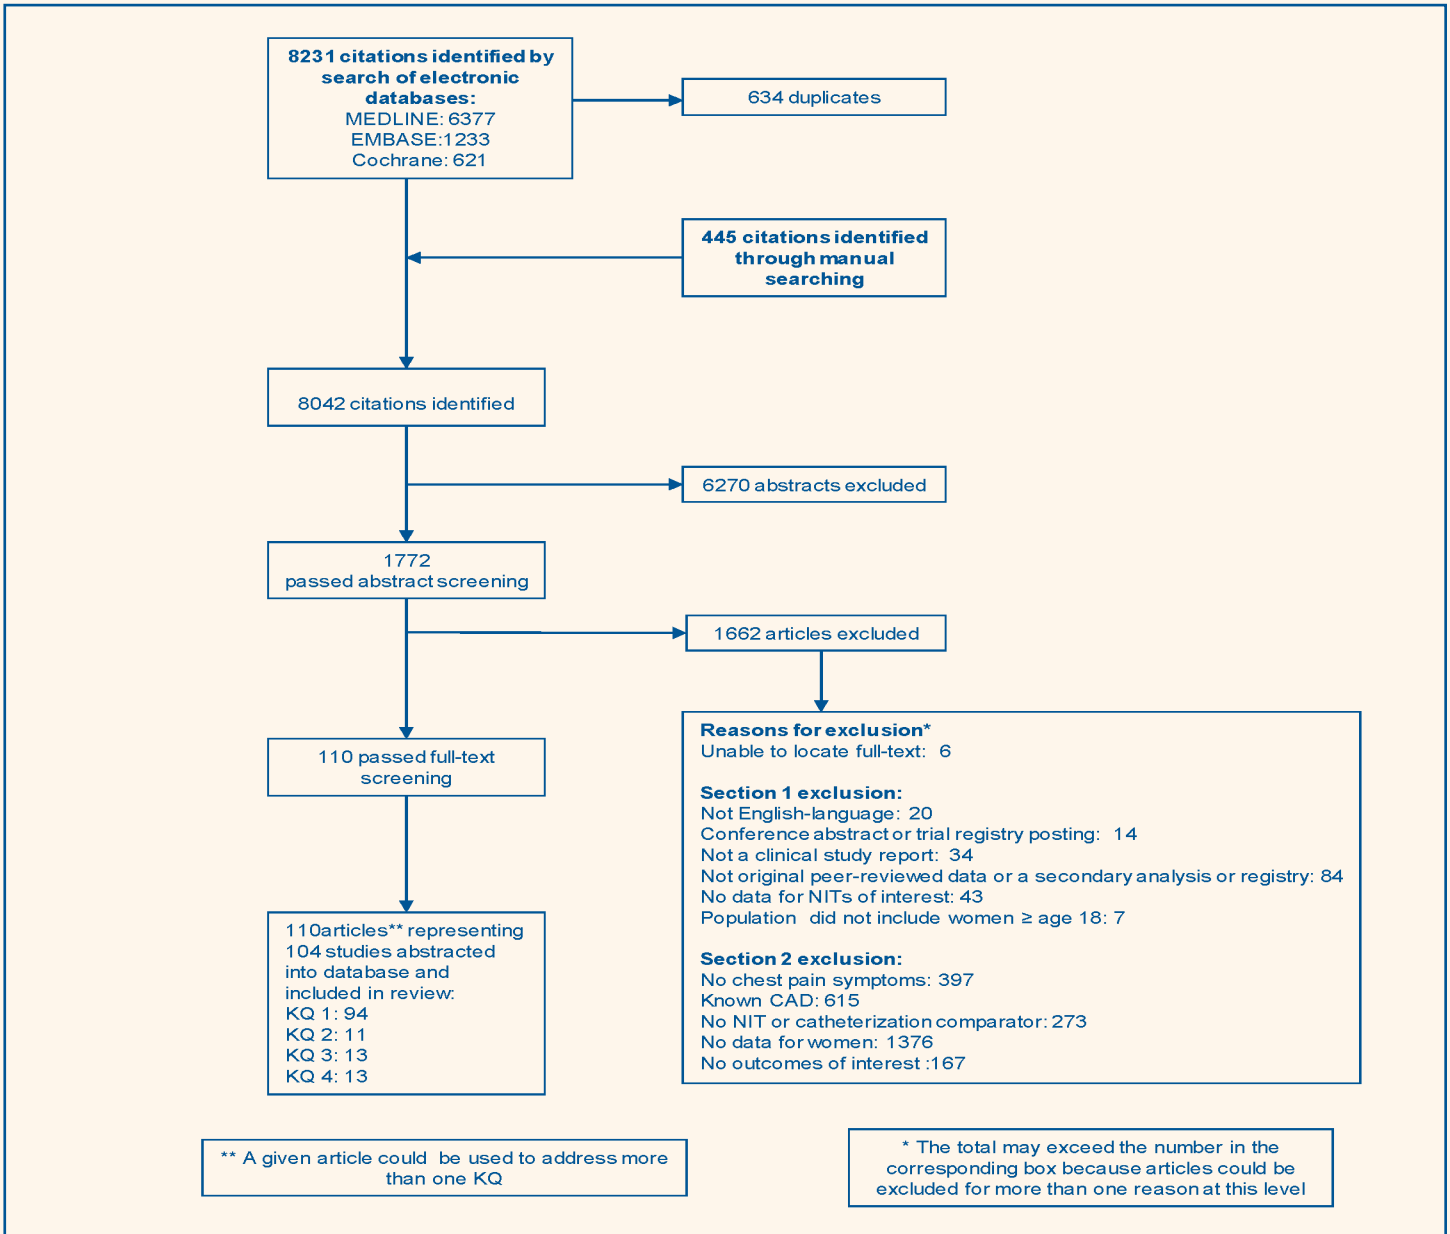 8231 citations identified by
search of electronic
databases:
MEDLINE: 6377
EMBASE:1233
Cochrane: 621
634 duplicates
445 citations identified
through manual
searching
8042 citations identified
6270 abstracts excluded
1772
passed abstract screening
1662 articles excluded
110 passed full-text
screening
Reasons for exclusion*
Unable to locate full-text: 6
Section 1 exclusion:
Not English-language: 20
Conference abstract or trial registry posting: 14
Not a clinical study report: 34
Not original peer-reviewed data or a secondary analysis or registry: 84
No data for NITs of interest: 43
Population did not include women ≥ age 18: 7
Section 2 exclusion:
No chest pain symptoms: 397
Known CAD: 615
No NIT or catheterization comparator: 273
No data for women: 1376
No outcomes of interest :167
110articles** representing
104 studies abstracted
into database and
included in review:
KQ 1: 94
KQ 2: 11
KQ 3: 13
KQ 4: 13
** A given article could be used to address more
than one KQ
* The total may exceed the number in the
corresponding box because articles could be
excluded for more than one reason at this level